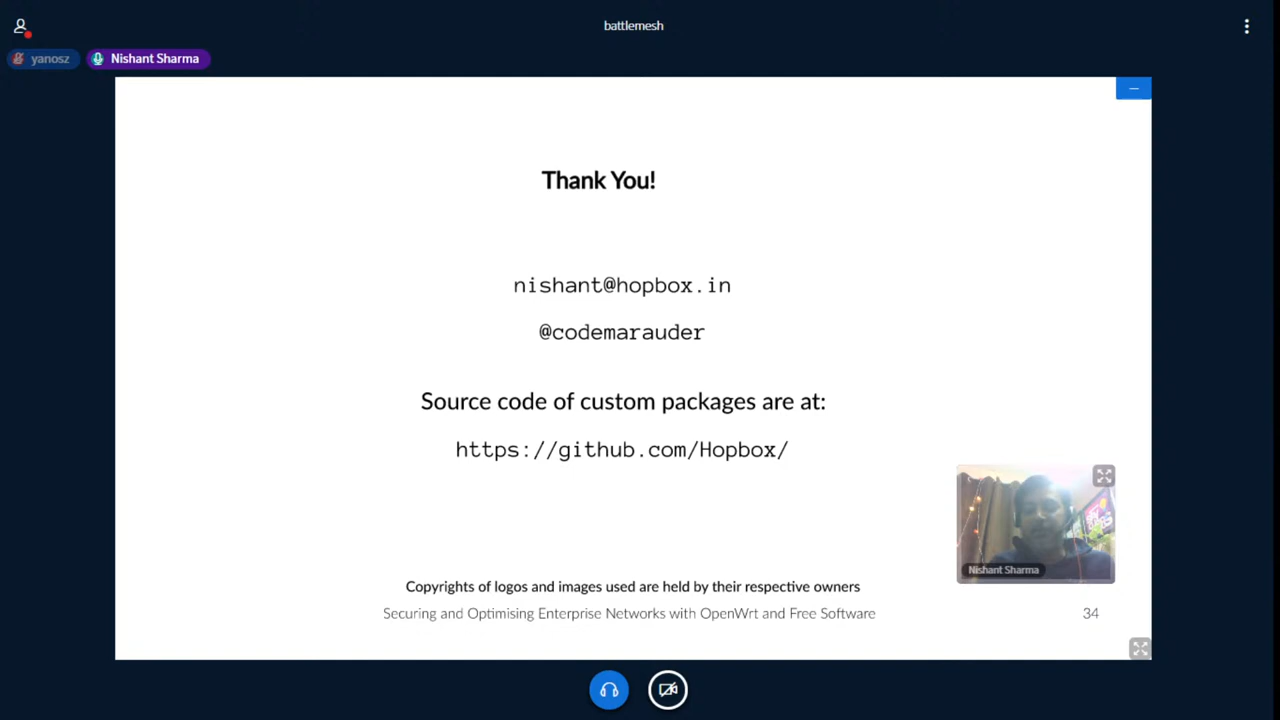 battlemesh
yanosz
Nishant Sharma
Thank You!
nishant@hopbox.in
@codemarauder
Source code of custom packages are at:
https://github.com/Hopbox/
Nishant Sharma
Copyrights of logos and images used are held by their respective owners
Securing and Optimising Enterprise Networks with OpenWrt and Free Software
34